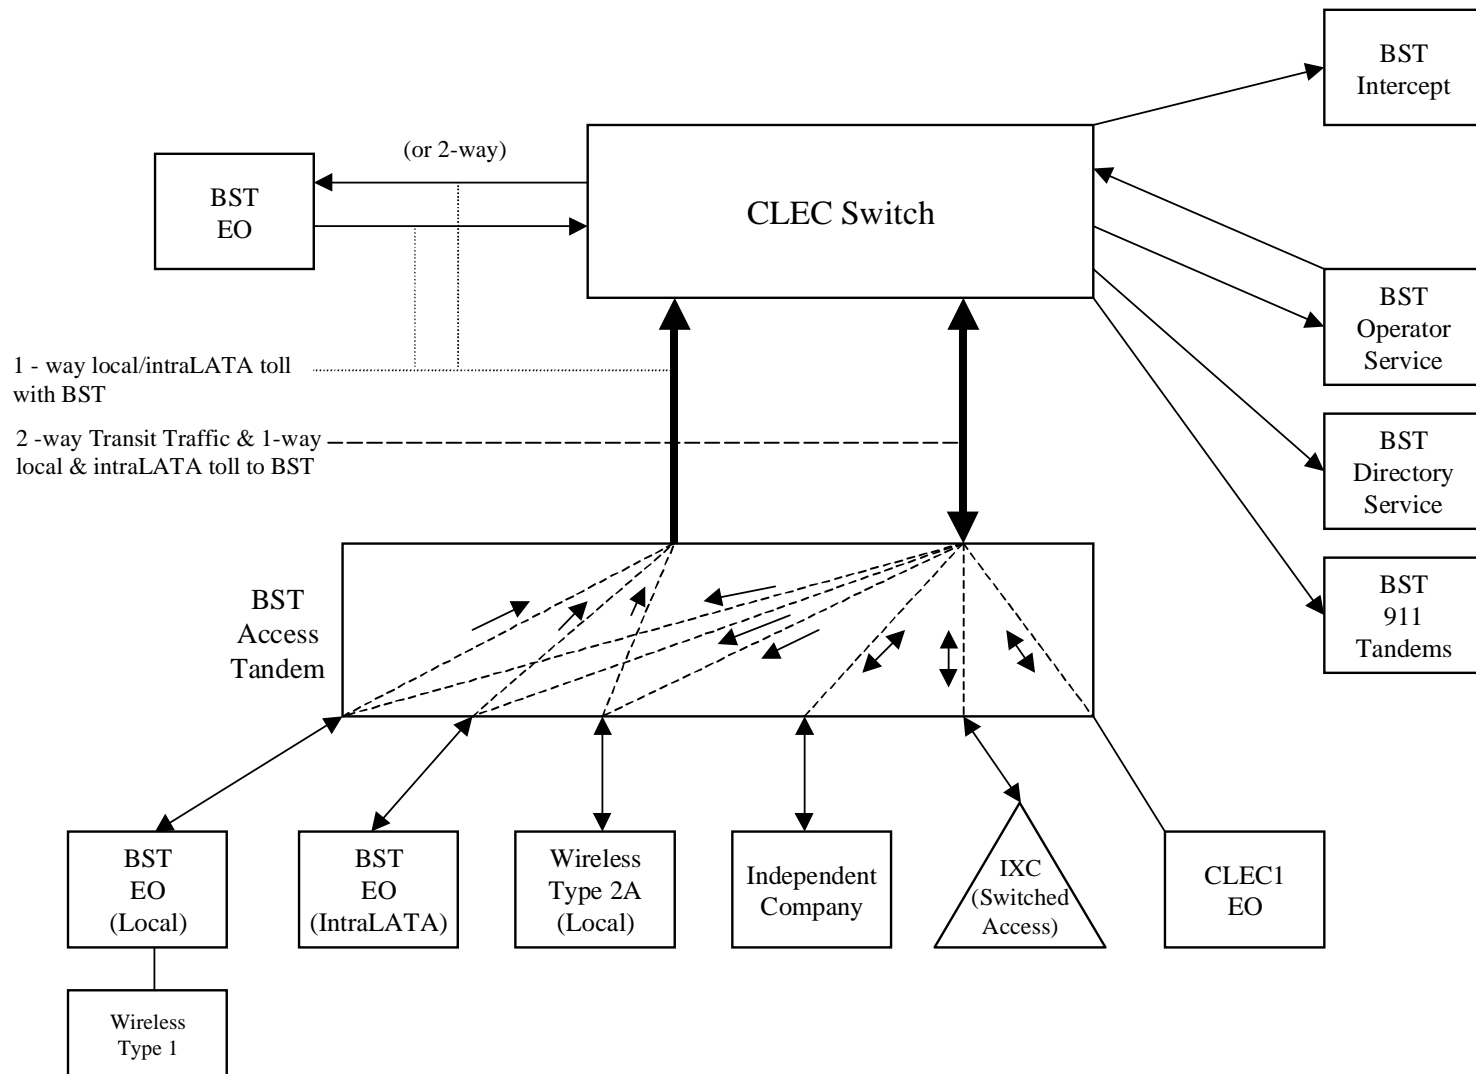 BST
Intercept
(or 2-way)
BST
EO
CLEC Switch
BST
Operator
Service
1 - way local/intraLATA toll
with BST
2 -way Transit Traffic & 1-way
local & intraLATA toll to BST
BST
Directory
Service
BST
911
Tandems
BST
Access
Tandem
BST
EO
(Local)
BST
EO
(IntraLATA)
Wireless
Type 2A
(Local)
Independent
Company
IXC
(Switched
Access)
CLEC1
EO
Wireless
Type 1